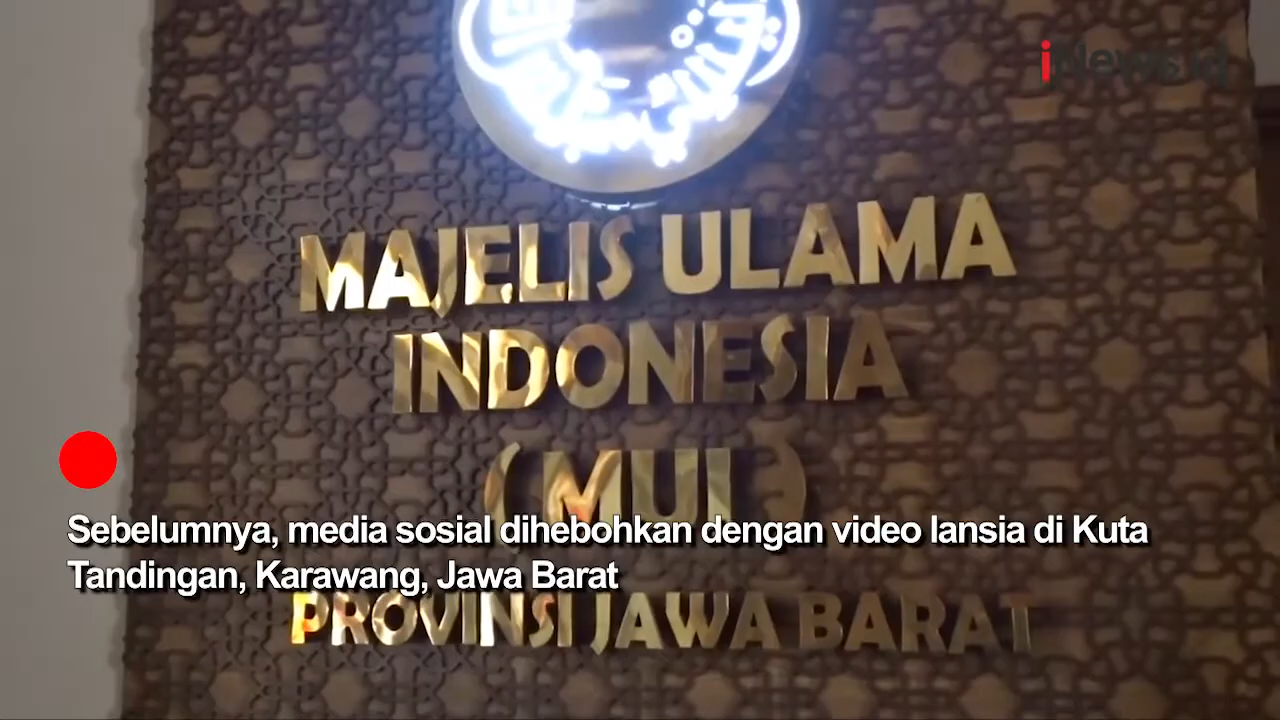 iNews.id
MAJELIS ULAMA
INDONESIA
( MUI )
Sebelumnya, media sosial dihebohkan dengan video lansia di Kuta
Tandingan, Karawang, Jawa Barat
PROVINSI JAWA BARAT